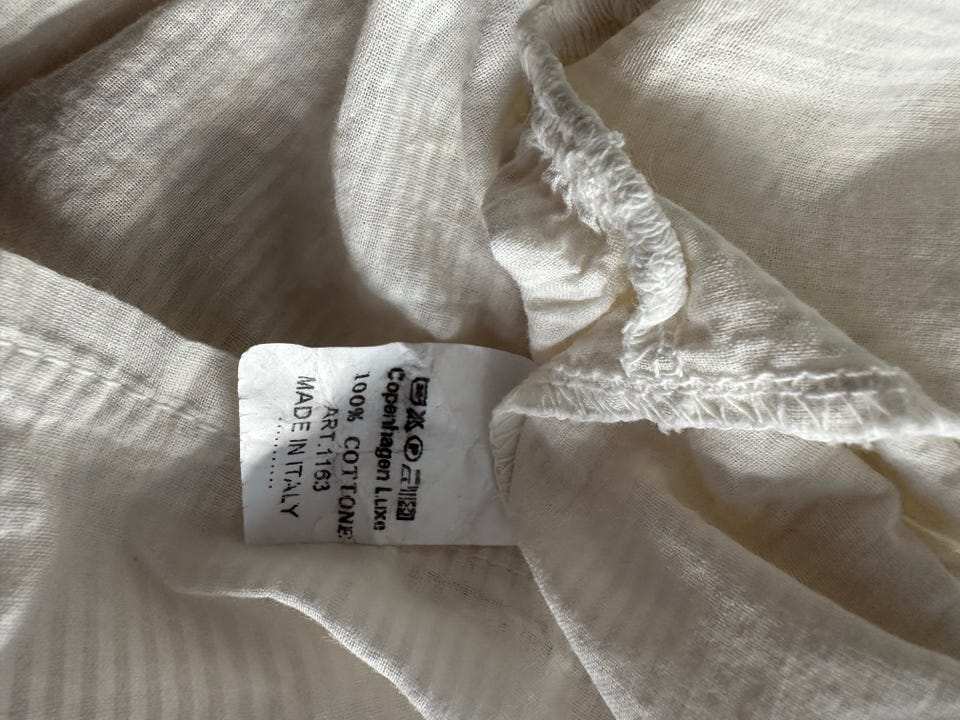 Copenhagen Luxe
100% COTTONE
ART.1163
MADE IN ITALY
..........